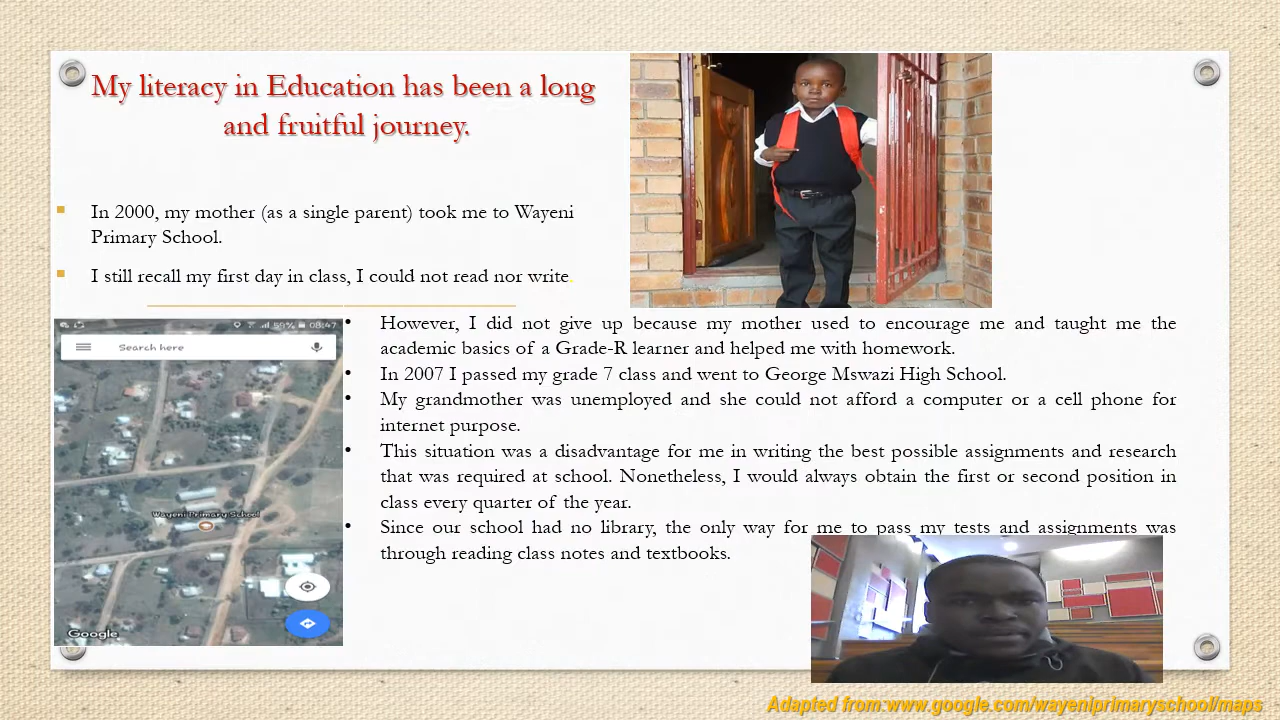 My literacy in Education has been a long
and fruitful journey.
In 2000, my mother (as a single parent) took me to Wayeni
Primary School.
I still recall my first day in class, I could not read nor write.
59% 08:47
Search here
Wayeni Primary School
Google
However, I did not give up because my mother used to encourage me and taught me the
academic basics of a Grade-R learner and helped me with homework.
In 2007 I passed my grade 7 class and went to George Mswazi High School.
My grandmother was unemployed and she could not afford a computer or a cell phone for
internet purpose.
This situation was a disadvantage for me in writing the best possible assignments and research
that was required at school. Nonetheless, I would always obtain the first or second position in
class every quarter of the year.
Since our school had no library, the only way for me to pass my tests and assignments was
through reading class notes and textbooks.
Adapted from:www.google.com/wayeniprimaryschool/maps